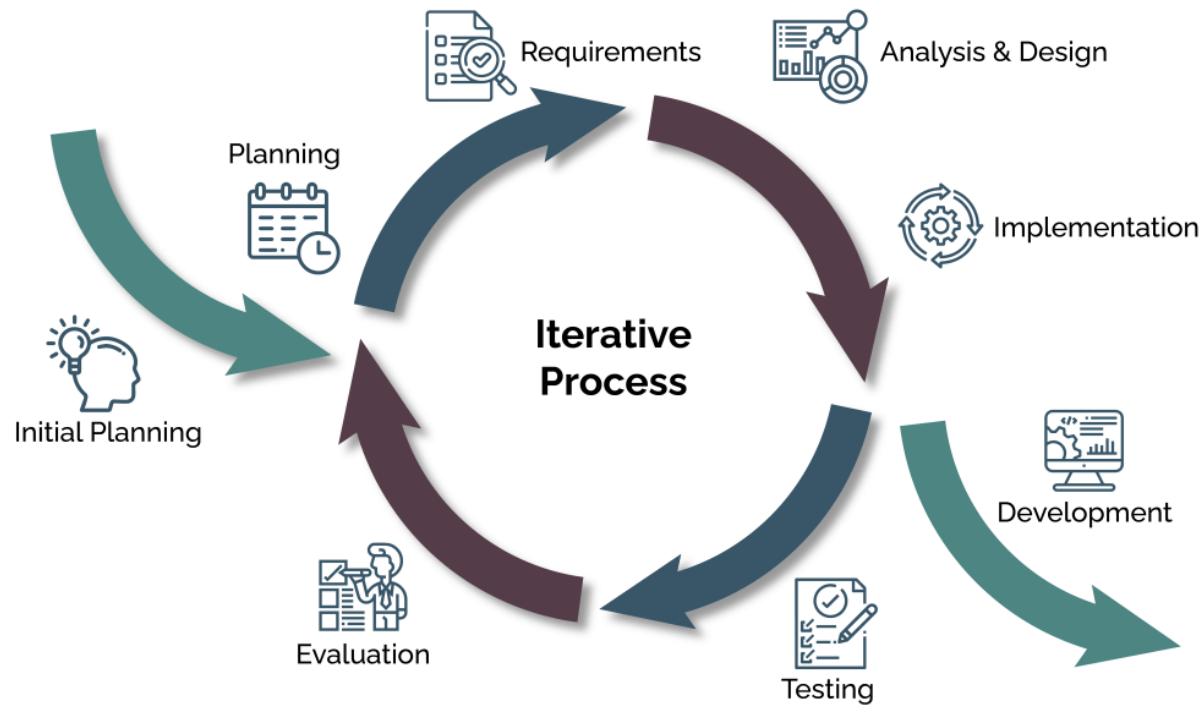 Requirements
Analysis & Design
Planning
Implementation
Iterative
Process
Initial Planning
Development
Evaluation
Testing